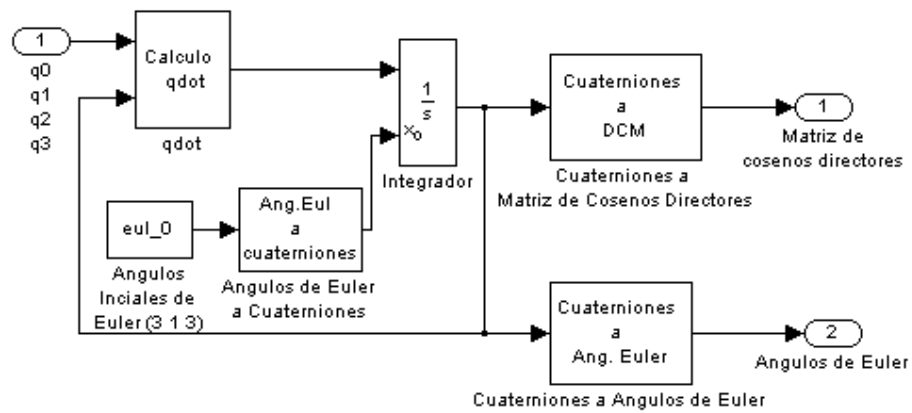 1
q0
q1
q2
q3
Calculo
qdot
qdot
1
s
xo
Integrador
eul_0
Angulos
Inciales de
Euler (3 1 3)
Ang.Eul
a
cuaterniones
Angulos de Euler
a Cuaterniones
Cuaterniones
a
DCM
Cuaterniones a
Matriz de Cosenos Directores
1
Matriz de
cosenos directores
Cuaterniones
a
Ang. Euler
Cuaterniones a Angulos de Euler
2
Angulos de Euler